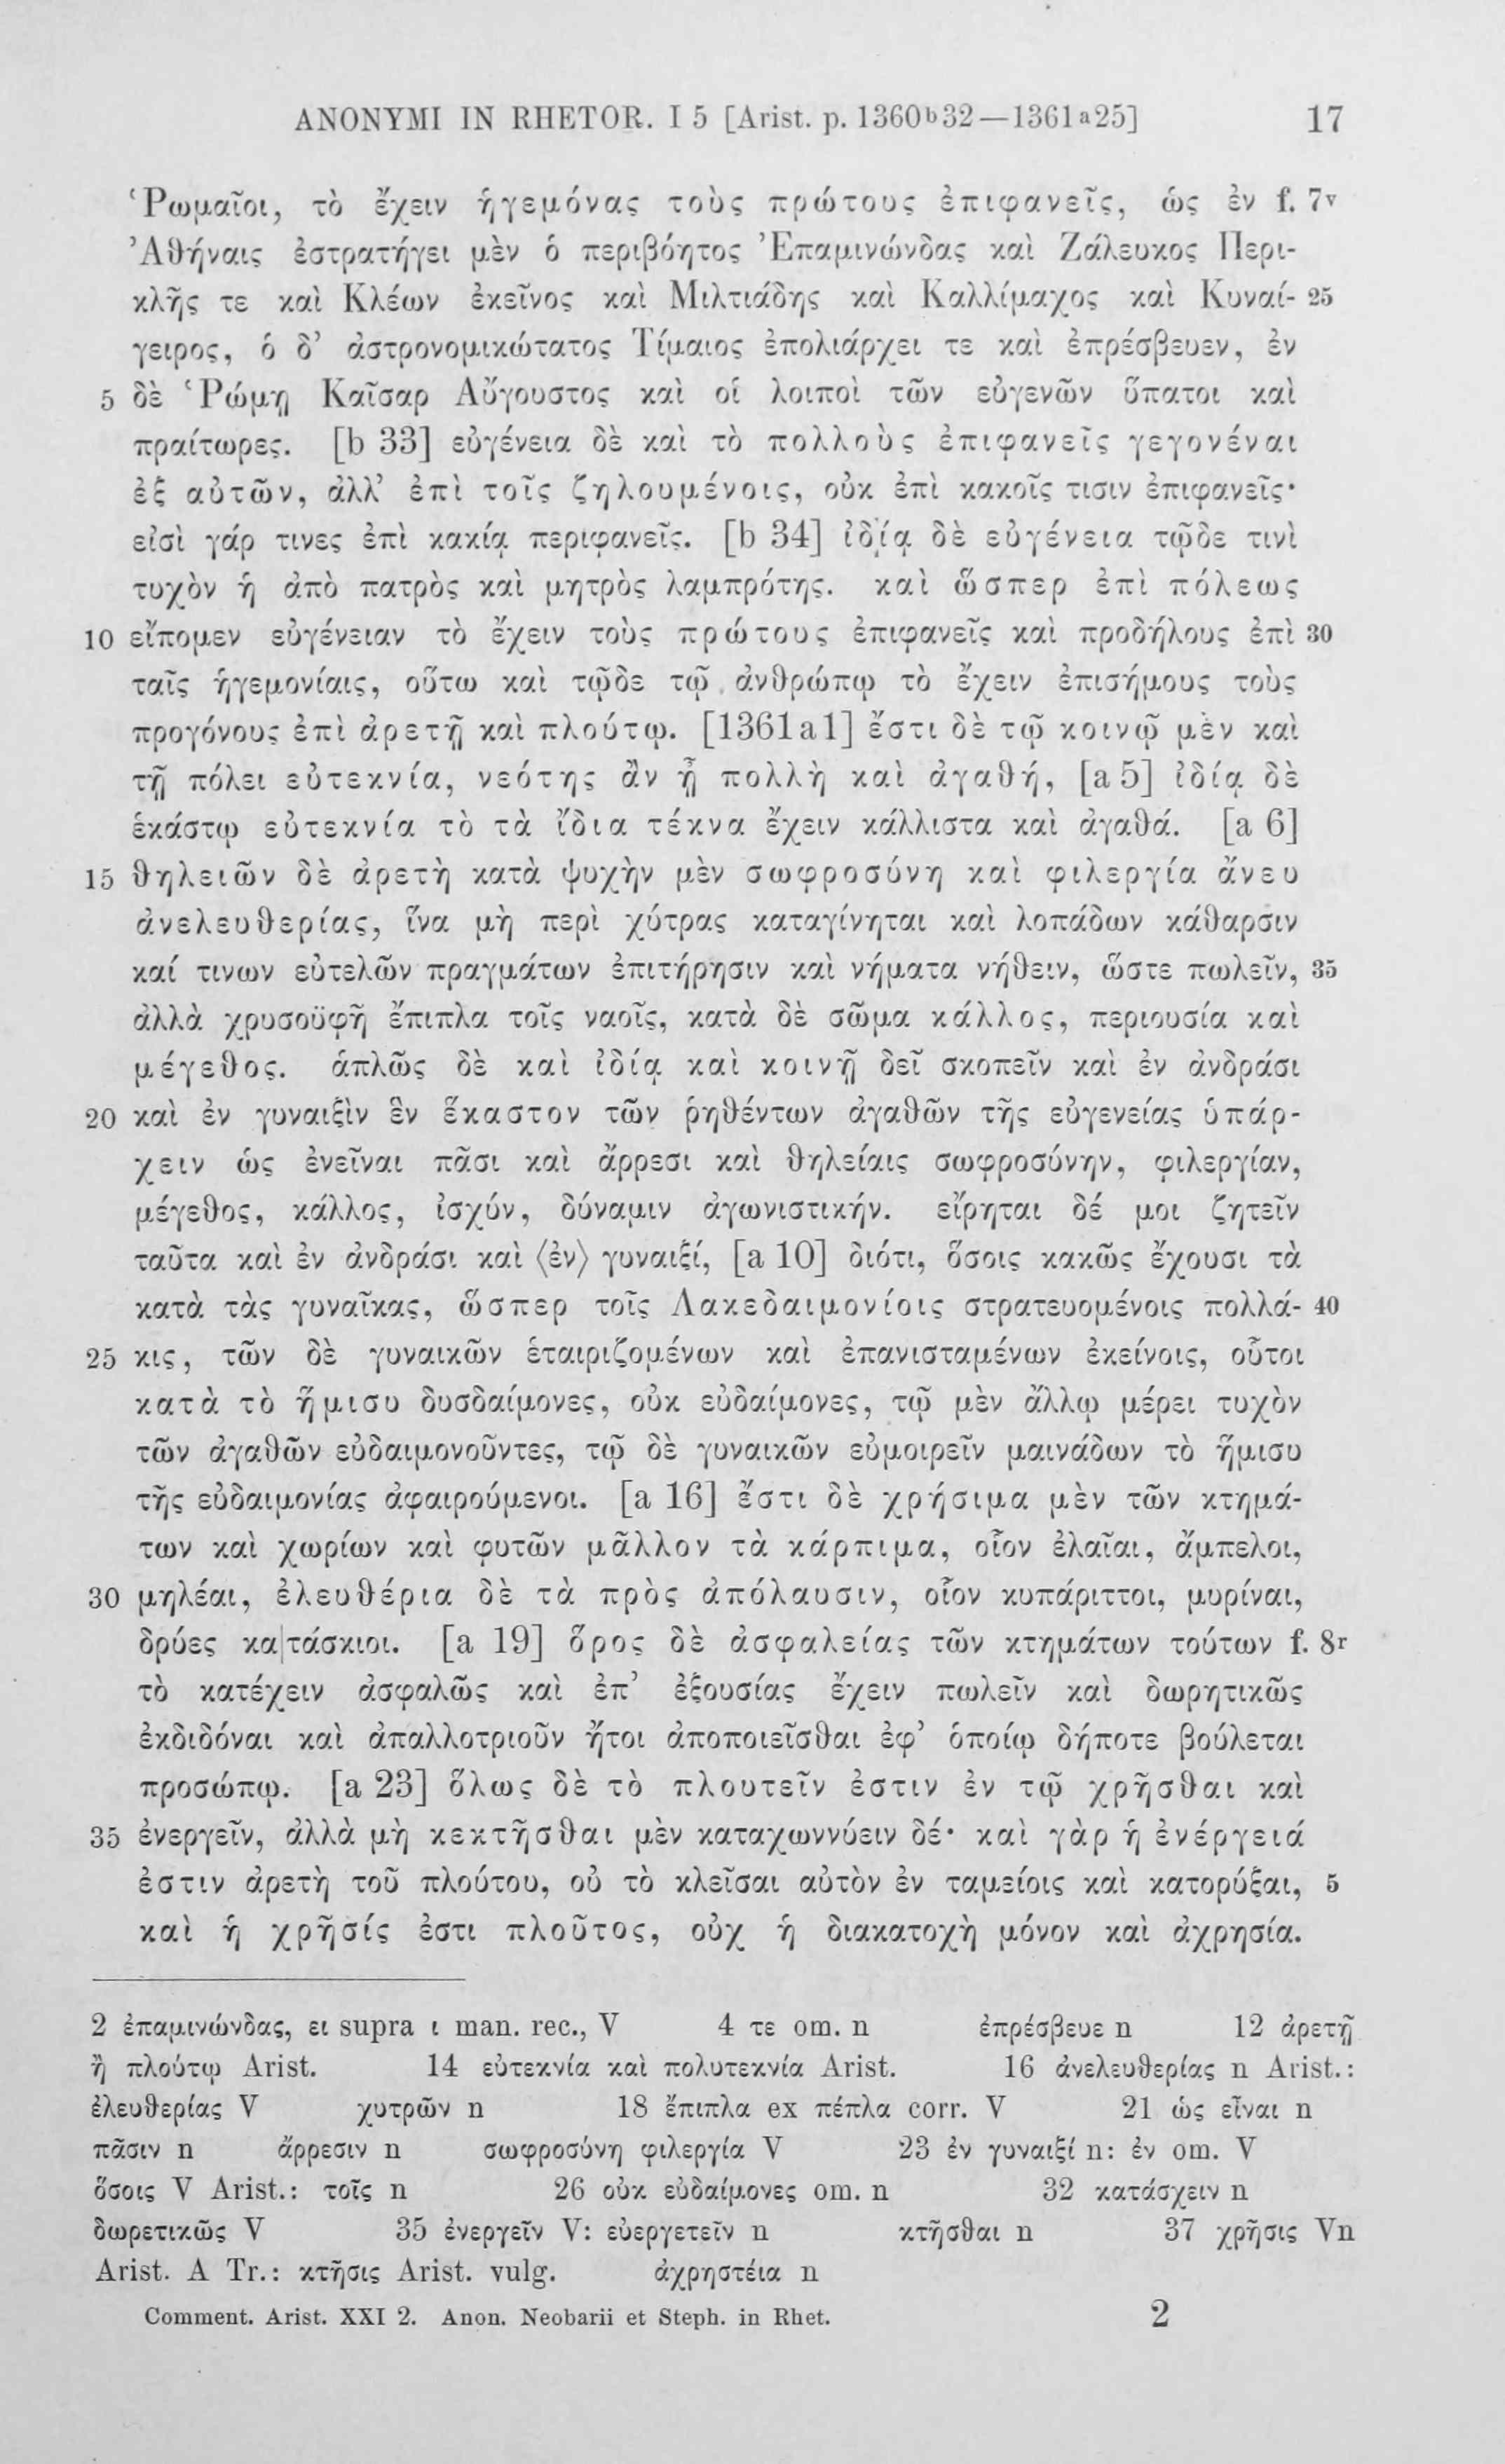 ANONYMI IN RHETOR. I 5 [Arist. p. 1360b32—1361a25] 17
Ῥωμαῖοι, τὸ ἔχειν ἡγεμόνας τοὺς πρώτους ἐπιφανεῖς, ὡς ἐν f. 7v
Ἀθήναις ἐστρατήγει μὲν ὁ περιβόητος Ἐπαμινώνδας καὶ Ζάλευκος Περι-
κλῆς τε καὶ Κλέων ἐκεῖνος καὶ Μιλτιάδης καὶ Καλλίμαχος καὶ Κυναί- 25
γειρος, ὁ δ’ ἀστρονομικώτατος Τίμαιος ἐπολιάρχει τε καὶ ἐπρέσβευεν, ἐν
5 δὲ Ῥώμῃ Καῖσαρ Αὔγουστος καὶ οἱ λοιποὶ τῶν εὐγενῶν ὕπατοι καὶ
πραίτωρες. [b 33] εὐγένεια δὲ καὶ τὸ πολλοὺς ἐπιφανεῖς γεγονέναι
ἐξ αὐτῶν, ἀλλ’ ἐπὶ τοῖς ζηλουμένοις, οὐκ ἐπὶ κακοῖς τισιν ἐπιφανεῖς·
εἰσὶ γάρ τινες ἐπὶ κακίᾳ περιφανεῖς. [b 34] ἰδίᾳ δὲ εὐγένεια τῷδε τινὶ
τυχὸν ἡ ἀπὸ πατρὸς καὶ μητρὸς λαμπρότης. καὶ ὥσπερ ἐπὶ πόλεως
10 εἴπομεν εὐγένειαν τὸ ἔχειν τοὺς πρώτους ἐπιφανεῖς καὶ προδήλους ἐπὶ 30
ταῖς ἡγεμονίαις, οὕτω καὶ τῷδε τῷ ἀνθρώπῳ τὸ ἔχειν ἐπισήμους τοὺς
προγόνους ἐπὶ ἀρετῇ καὶ πλούτῳ. [1361a1] ἔστι δὲ τῷ κοινῷ μὲν καὶ
τῇ πόλει εὐτεκνία, νεότης ἂν ᾖ πολλὴ καὶ ἀγαθή, [a 5] ἰδίᾳ δὲ
ἑκάστῳ εὐτεκνία τὸ τὰ ἴδια τέκνα ἔχειν κάλλιστα καὶ ἀγαθά. [a 6]
15 θηλειῶν δὲ ἀρετὴ κατὰ ψυχὴν μὲν σωφροσύνη καὶ φιλεργία ἄνευ
ἀνελευθερίας, ἵνα μὴ περὶ χύτρας καταγίνηται καὶ λοπάδων κάθαρσιν
καί τινων εὐτελῶν πραγμάτων ἐπιτήρησιν καὶ νήματα νήθειν, ὥστε πωλεῖν, 35
ἀλλὰ χρυσοϋφῆ ἔπιπλα τοῖς ναοῖς, κατὰ δὲ σῶμα κάλλος, περιουσία καὶ
μέγεθος. ἁπλῶς δὲ καὶ ἰδίᾳ καὶ κοινῇ δεῖ σκοπεῖν καὶ ἐν ἀνδράσι
20 καὶ ἐν γυναιξὶν ἓν ἕκαστον τῶν ῥηθέντων ἀγαθῶν τῆς εὐγενείας ὑπάρ-
χειν ὡς ἐνεῖναι πᾶσι καὶ ἄρρεσι καὶ θηλείαις σωφροσύνην, φιλεργίαν,
μέγεθος, κάλλος, ἰσχύν, δύναμιν ἀγωνιστικήν. εἴρηται δέ μοι ζητεῖν
ταῦτα καὶ ἐν ἀνδράσι καὶ ⟨ἐν⟩ γυναιξί, [a 10] διότι, ὅσοις κακῶς ἔχουσι τὰ
κατὰ τὰς γυναῖκας, ὥσπερ τοῖς Λακεδαιμονίοις στρατευομένοις πολλά- 40
25 κις, τῶν δὲ γυναικῶν ἑταιριζομένων καὶ ἐπανισταμένων ἐκείνοις, οὗτοι
κατὰ τὸ ἥμισυ δυσδαίμονες, οὐκ εὐδαίμονες, τῷ μὲν ἄλλῳ μέρει τυχὸν
τῶν ἀγαθῶν εὐδαιμονοῦντες, τῷ δὲ γυναικῶν εὐμοιρεῖν μαινάδων τὸ ἥμισυ
τῆς εὐδαιμονίας ἀφαιρούμενοι. [a 16] ἔστι δὲ χρήσιμα μὲν τῶν κτημά-
των καὶ χωρίων καὶ φυτῶν μᾶλλον τὰ κάρπιμα, οἷον ἐλαῖαι, ἄμπελοι,
30 μηλέαι, ἐλευθέρια δὲ τὰ πρὸς ἀπόλαυσιν, οἷον κυπάριττοι, μυρίναι,
δρύες κα|τάσκιοι. [a 19] ὅρος δὲ ἀσφαλείας τῶν κτημάτων τούτων f. 8r
τὸ κατέχειν ἀσφαλῶς καὶ ἐπ’ ἐξουσίας ἔχειν πωλεῖν καὶ δωρητικῶς
ἐκδιδόναι καὶ ἀπαλλοτριοῦν ἤτοι ἀποποιεῖσθαι ἐφ’ ὁποίῳ δήποτε βούλεται
προσώπῳ. [a 23] ὅλως δὲ τὸ πλουτεῖν ἐστιν ἐν τῷ χρῆσθαι καὶ
35 ἐνεργεῖν, ἀλλὰ μὴ κεκτῆσθαι μὲν καταχωννύειν δέ· καὶ γὰρ ἡ ἐνέργειά
ἐστιν ἀρετὴ τοῦ πλούτου, οὐ τὸ κλεῖσαι αὐτὸν ἐν ταμείοις καὶ κατορύξαι, 5
καὶ ἡ χρῆσίς ἐστι πλοῦτος, οὐχ ἡ διακατοχὴ μόνον καὶ ἀχρησία.
2 ἐπαμινώνδας, ει supra ι man. rec., V 4 τε om. n ἐπρέσβευε n 12 ἀρετῇ
ἢ πλούτῳ Arist. 14 εὐτεκνία καὶ πολυτεκνία Arist. 16 ἀνελευθερίας n Arist.:
ἐλευθερίας V χυτρῶν n 18 ἔπιπλα ex πέπλα corr. V 21 ὡς εἶναι n
πᾶσιν n ἄρρεσιν n σωφροσύνη φιλεργία V 23 ἐν γυναιξί n: ἐν om. V
ὅσοις V Arist.: τοῖς n 26 οὐκ εὐδαίμονες om. n 32 κατάσχειν n
δωρετικῶς V 35 ἐνεργεῖν V: εὐεργετεῖν n κτῆσθαι n 37 χρῆσις Vn
Arist. A Tr.: κτῆσις Arist. vulg. ἀχρηστέια n
Comment. Arist. XXI 2. Anon. Neobarii et Steph. in Rhet. 2